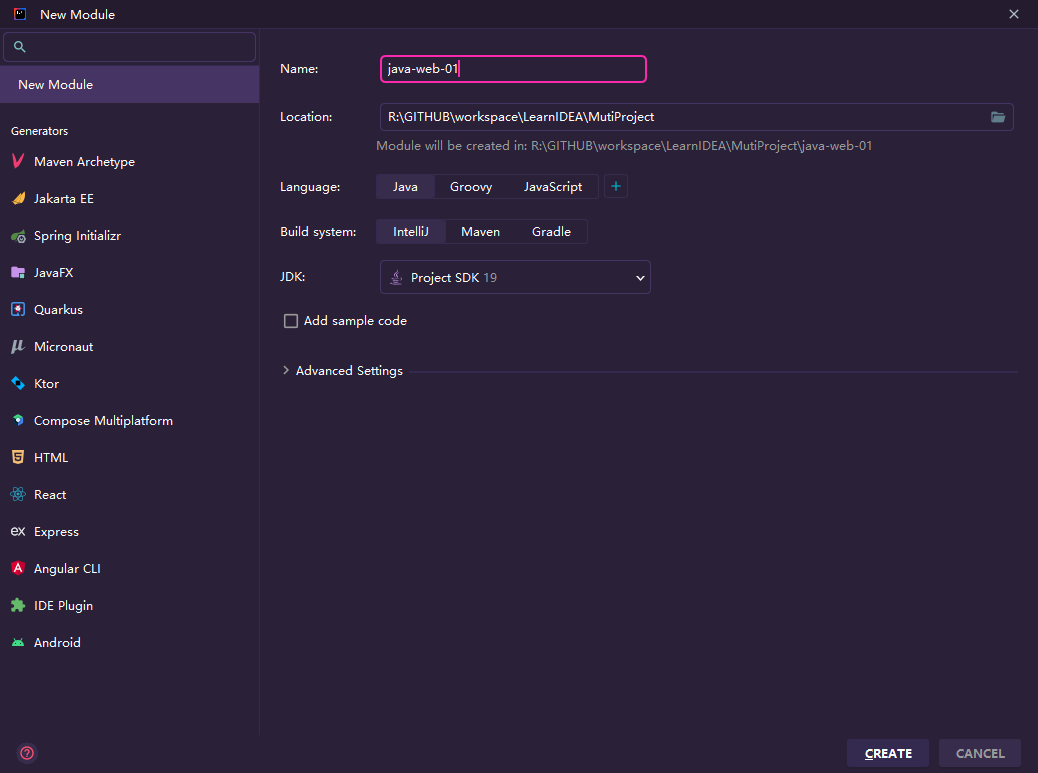 New Module
New Module
Generators
Maven Archetype
Jakarta EE
Spring Initializr
JavaFX
Quarkus
Micronaut
Ktor
Compose Multiplatform
HTML
React
Express
Angular CLI
IDE Plugin
Android
Name: java-web-01
Location: R:\GITHUB\workspace\LearnIDEA\MutiProject
Module will be created in: R:\GITHUB\workspace\LearnIDEA\MutiProject\java-web-01
Language: Java Groovy JavaScript +
Build system: IntelliJ Maven Gradle
JDK: Project SDK 19
Add sample code
Advanced Settings
CREATE CANCEL